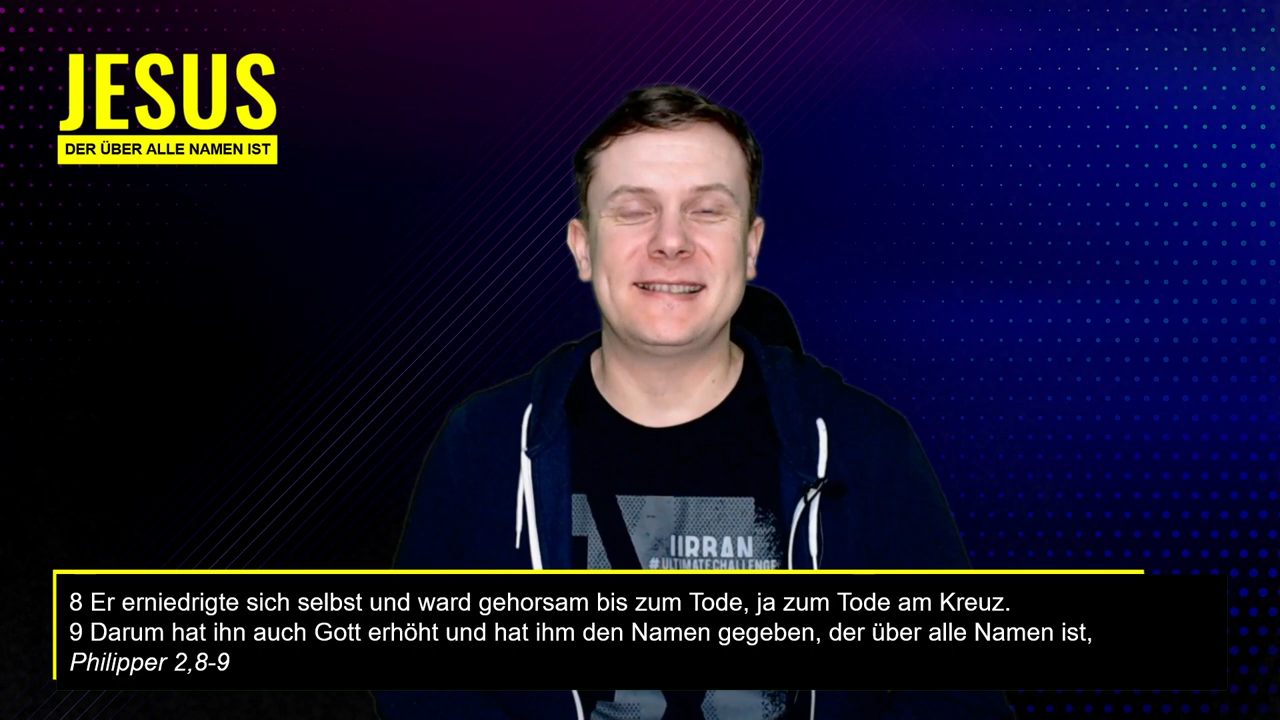 JESUS
DER ÜBER ALLE NAMEN IST
URBAN
#ULTIMATECHALLENGE
8 Er erniedrigte sich selbst und ward gehorsam bis zum Tode, ja zum Tode am Kreuz.
9 Darum hat ihn auch Gott erhöht und hat ihm den Namen gegeben, der über alle Namen ist,
Philipper 2,8-9